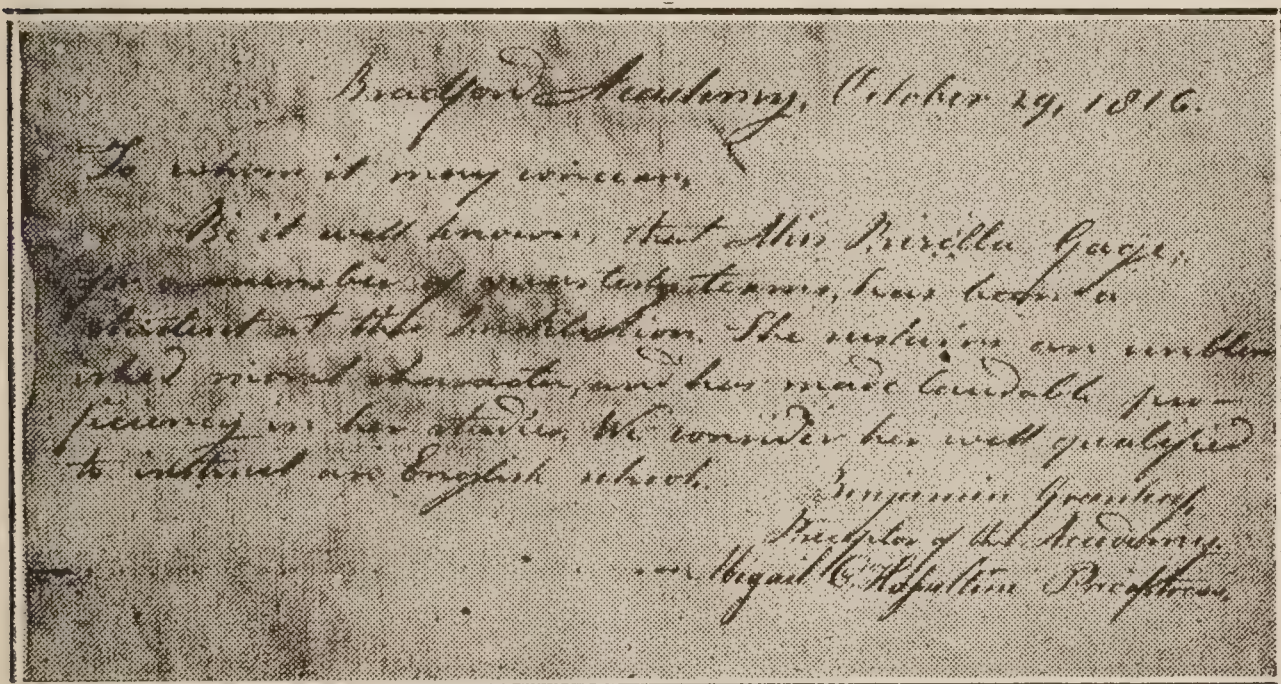 Bradford Academy, October 29, 1816.
To whom it may concern,
Be it well known, that Miss Priscilla Gage,
for a number of quarterly terms, has been a
student at this Institution. She sustains an unblem
ished moral character, and has made laudable pro-
ficiency in her studies. We consider her well qualified
to instruct an English school.
Benjamin Greenleaf,
Preceptor of the Academy.
Abigail C. Hasseltine Preceptress.